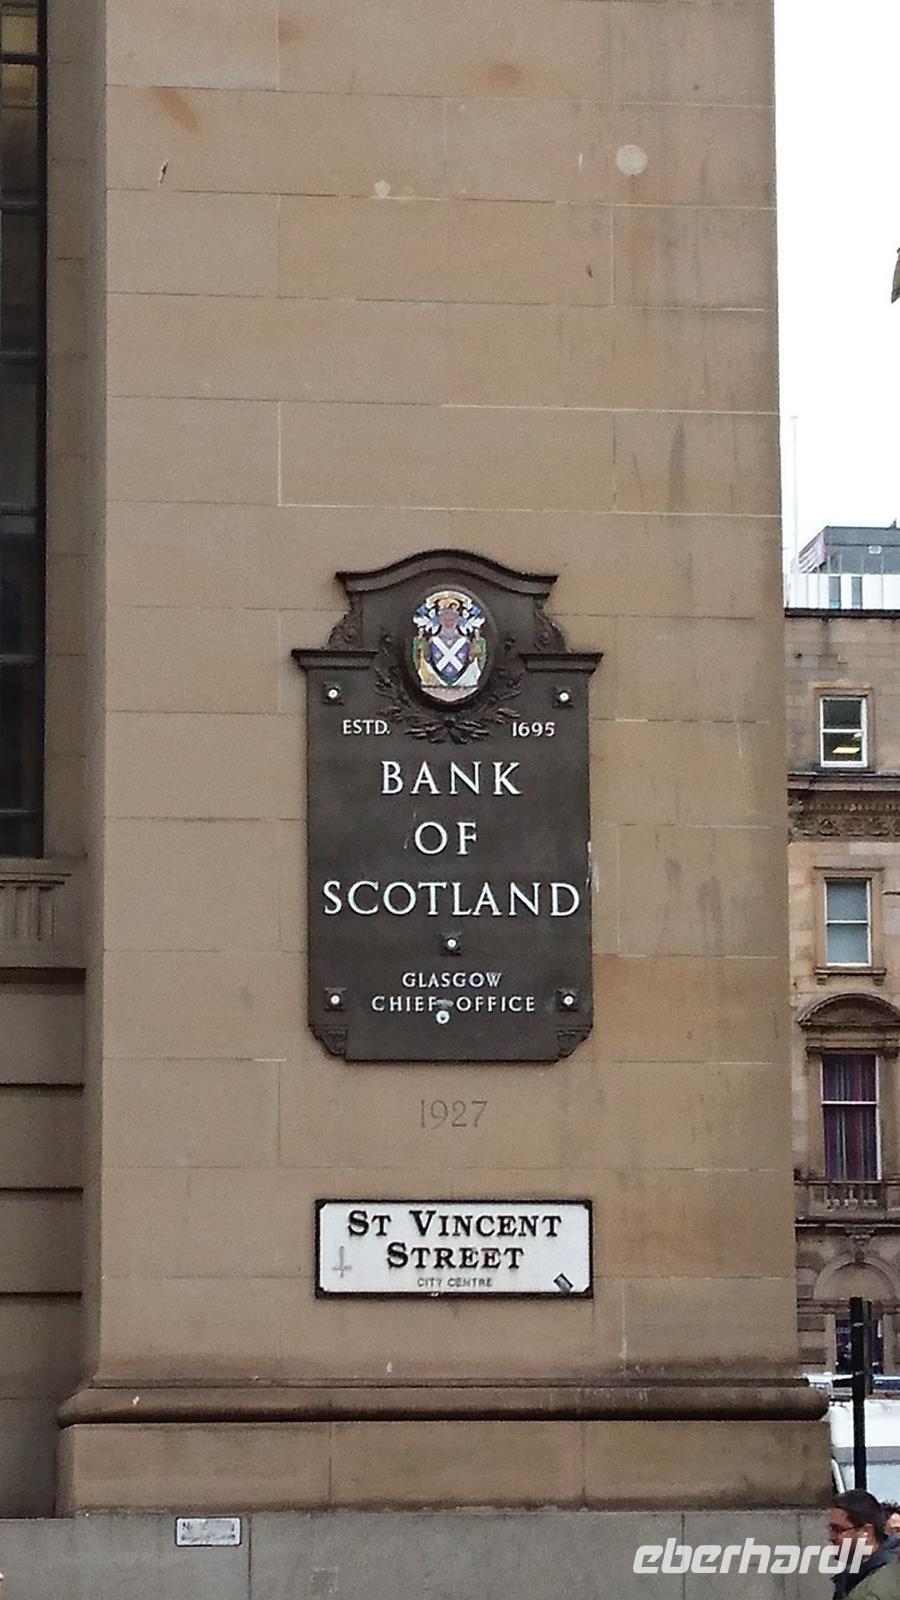 ESTD. 1695
BANK
OF
SCOTLAND
GLASGOW
CHIEF OFFICE
1927
ST VINCENT
STREET
CITY CENTRE
eberhardt